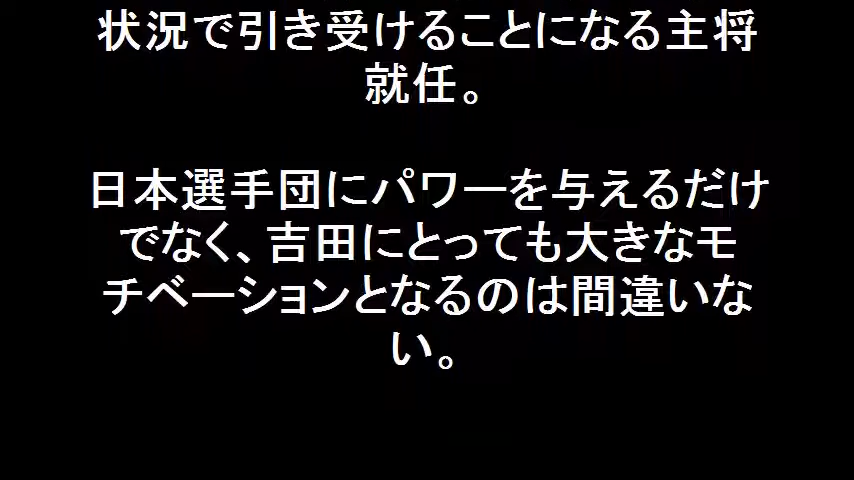 状況で引き受けることになる主将
就任。
日本選手団にパワーを与えるだけ
でなく、吉田にとっても大きなモ
チベーションとなるのは間違いな
い。